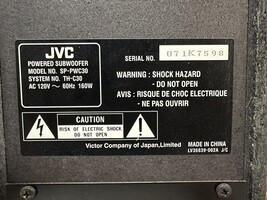 JVC
POWERED SUBWOOFER
MODEL NO. SP-PWC30
SYSTEM NO. TH-C30
AC 120V ~ 60Hz 160W
SERIAL NO. 071K7598
WARNING : SHOCK HAZARD
- DO NOT OPEN
AVIS : RISQUE DE CHOC ELECTRIQUE
- NE PAS OUVRIR
CAUTION
RISK OF ELECTRIC SHOCK
DO NOT OPEN
Victor Company of Japan, Limited
MADE IN CHINA
LV36839-002A J/C